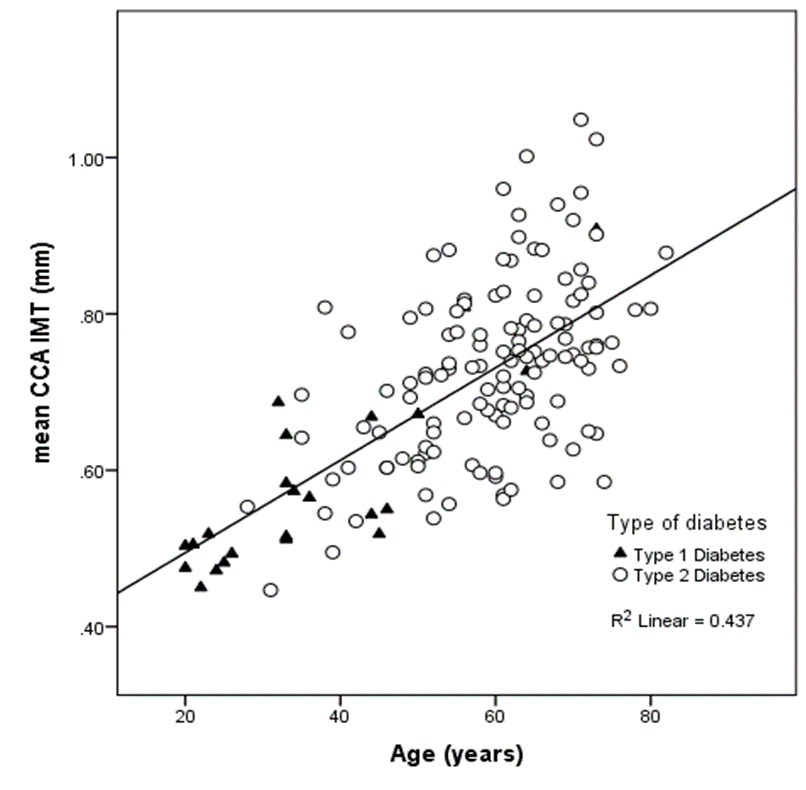 mean CCA IMT (mm)
1.00
.80
.60
.40
Type of diabetes
Type 1 Diabetes
Type 2 Diabetes
R² Linear = 0.437
20 40 60 80
Age (years)